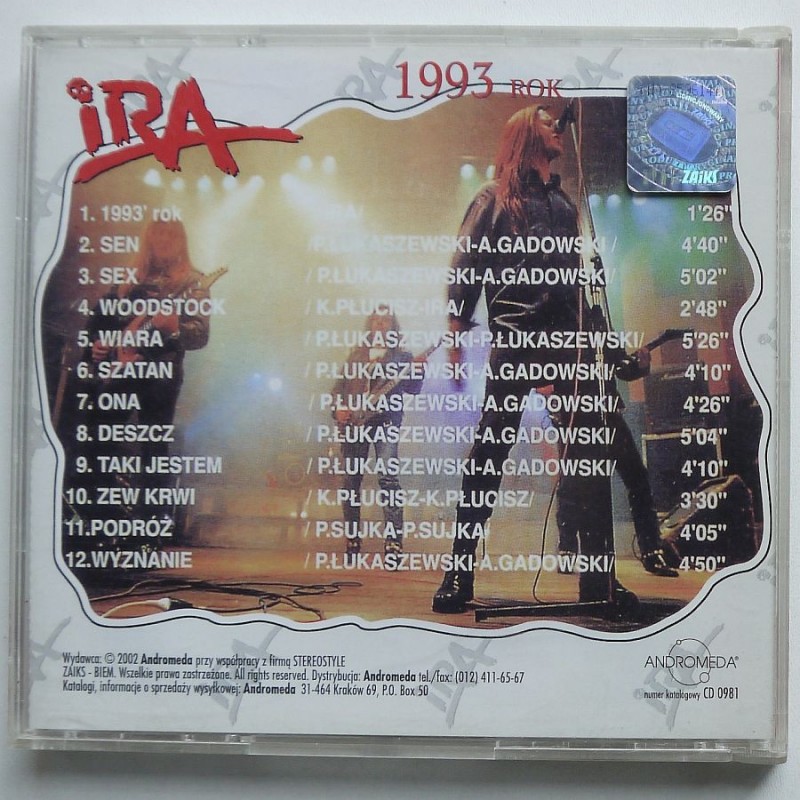 iRA
1993 ROK
ZAiKS
1. 1993' rok /IRA/ 1'26"
2. SEN /P.ŁUKASZEWSKI-A.GADOWSKI / 4'40"
3. SEX /P.ŁUKASZEWSKI-A.GADOWSKI/ 5'02"
4. WOODSTOCK / K.PŁUCISZ-IRA/ 2'48"
5. WIARA / P.ŁUKASZEWSKI-P.ŁUKASZEWSKI/ 5'26"
6. SZATAN / P.ŁUKASZEWSKI-A.GADOWSKI/ 4'10"
7. ONA / P.ŁUKASZEWSKI-A.GADOWSKI/ 4'26"
8. DESZCZ / P.ŁUKASZEWSKI-A.GADOWSKI/ 5'04"
9. TAKI JESTEM / P.ŁUKASZEWSKI-A.GADOWSKI/ 4'10"
10. ZEW KRWI / K.PŁUCISZ-K.PŁUCISZ/ 3'30"
11.PODRÓŻ / P.SUJKA-P.SUJKA/ 4'05"
12.WYZNANIE / P.ŁUKASZEWSKI-A.GADOWSKI/ 4'50"
Wydawca: © 2002 Andromeda przy współpracy z firmą STEREOSTYLE
ZAIKS - BIEM. Wszelkie prawa zastrzeżone. All rights reserved. Dystrybucja: Andromeda tel./fax: (012) 411-65-67
Katalogi, informacje o sprzedaży wysyłkowej: Andromeda 31-464 Kraków 69, P.O. Box 50
ANDROMEDA®
numer katalogowy CD 0981